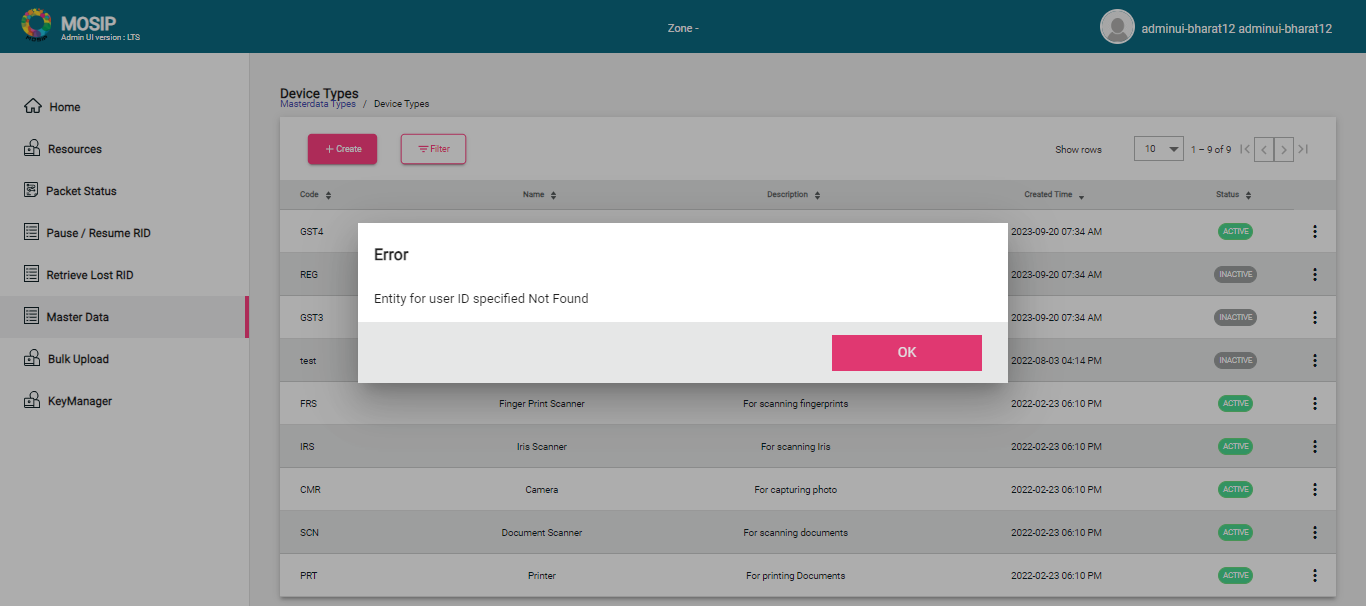 MOSIP
Admin UI version : LTS
Zone -
adminui-bharat12 adminui-bharat12
Home
Resources
Packet Status
Pause / Resume RID
Retrieve Lost RID
Master Data
Bulk Upload
KeyManager
Device Types
Masterdata Types / Device Types
+ Create
Filter
Show rows 10 1 – 9 of 9
Code Name Description Created Time Status
GST4 2023-09-20 07:34 AM ACTIVE
REG 2023-09-20 07:34 AM INACTIVE
GST3 2023-09-20 07:34 AM INACTIVE
test 2022-08-03 04:14 PM INACTIVE
Error
Entity for user ID specified Not Found
OK
FRS Finger Print Scanner For scanning fingerprints 2022-02-23 06:10 PM ACTIVE
IRS Iris Scanner For scanning Iris 2022-02-23 06:10 PM ACTIVE
CMR Camera For capturing photo 2022-02-23 06:10 PM ACTIVE
SCN Document Scanner For scanning documents 2022-02-23 06:10 PM ACTIVE
PRT Printer For printing Documents 2022-02-23 06:10 PM ACTIVE